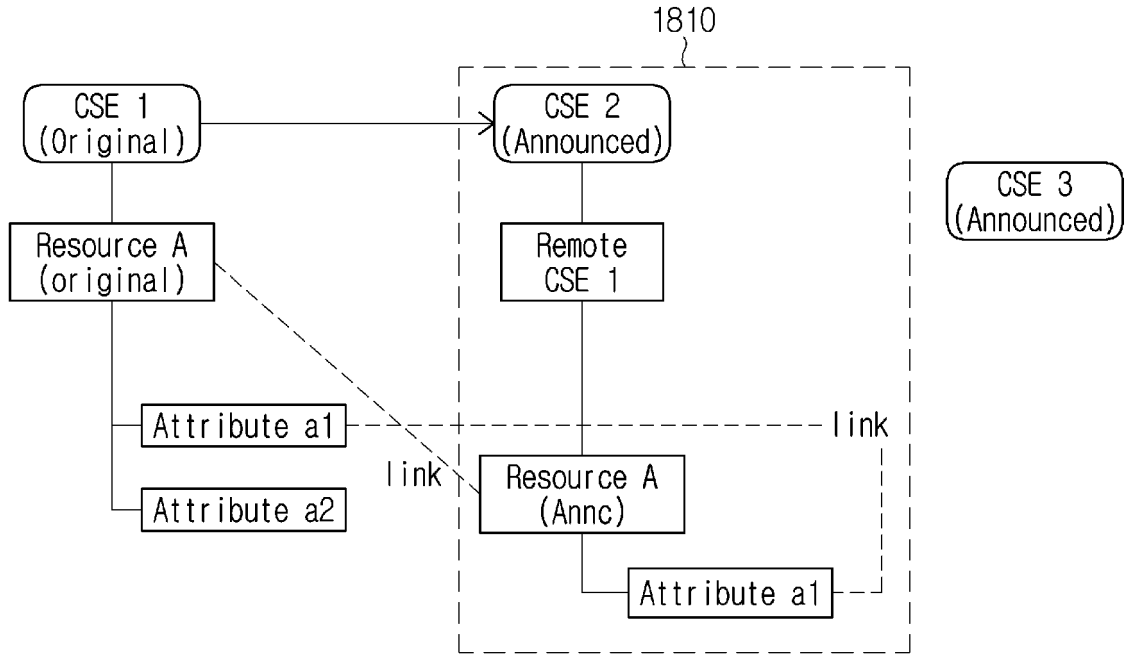 1810
CSE 1
(Original)
CSE 2
(Announced)
CSE 3
(Announced)
Resource A
(original)
Remote
CSE 1
Attribute a1
link
link
Resource A
(Annc)
Attribute a2
Attribute a1